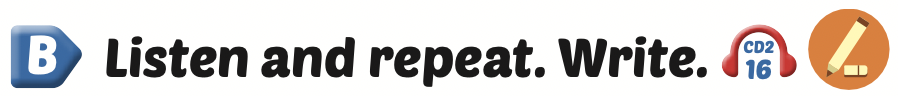 B Listen and repeat. Write. CD2 16